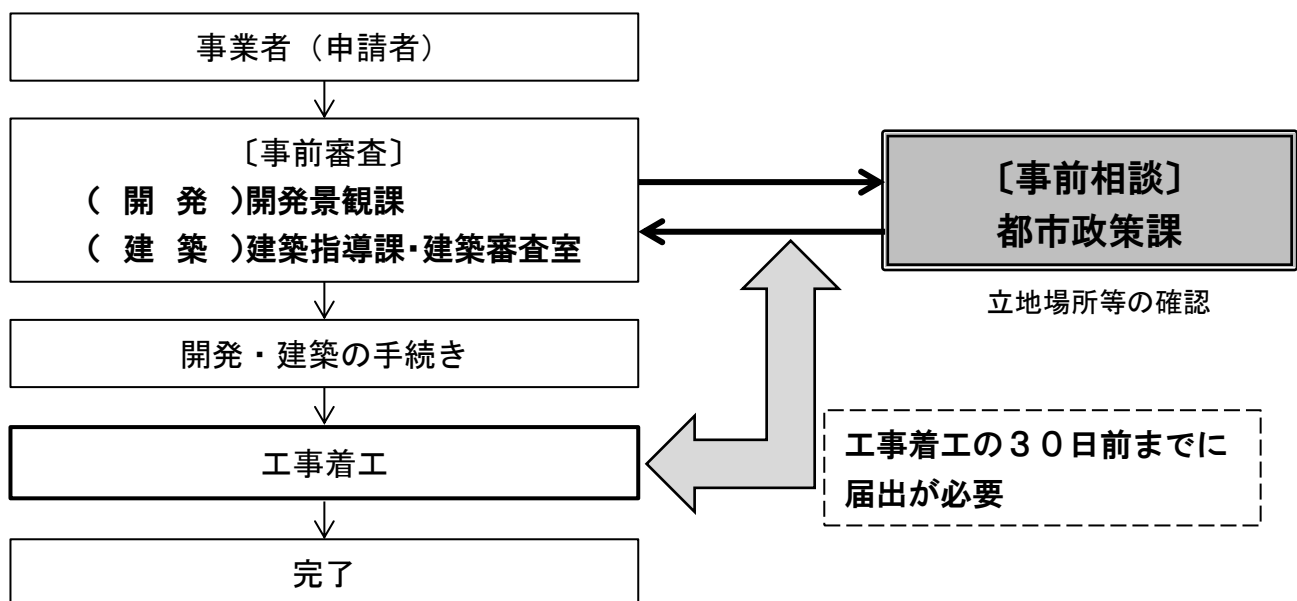 事業者（申請者）
〔事前審査〕
（ 開 発 ）開発景観課
（ 建 築 ）建築指導課・建築審査室
〔事前相談〕
都市政策課
立地場所等の確認
開発・建築の手続き
工事着工
工事着工の３０日前までに
届出が必要
完了